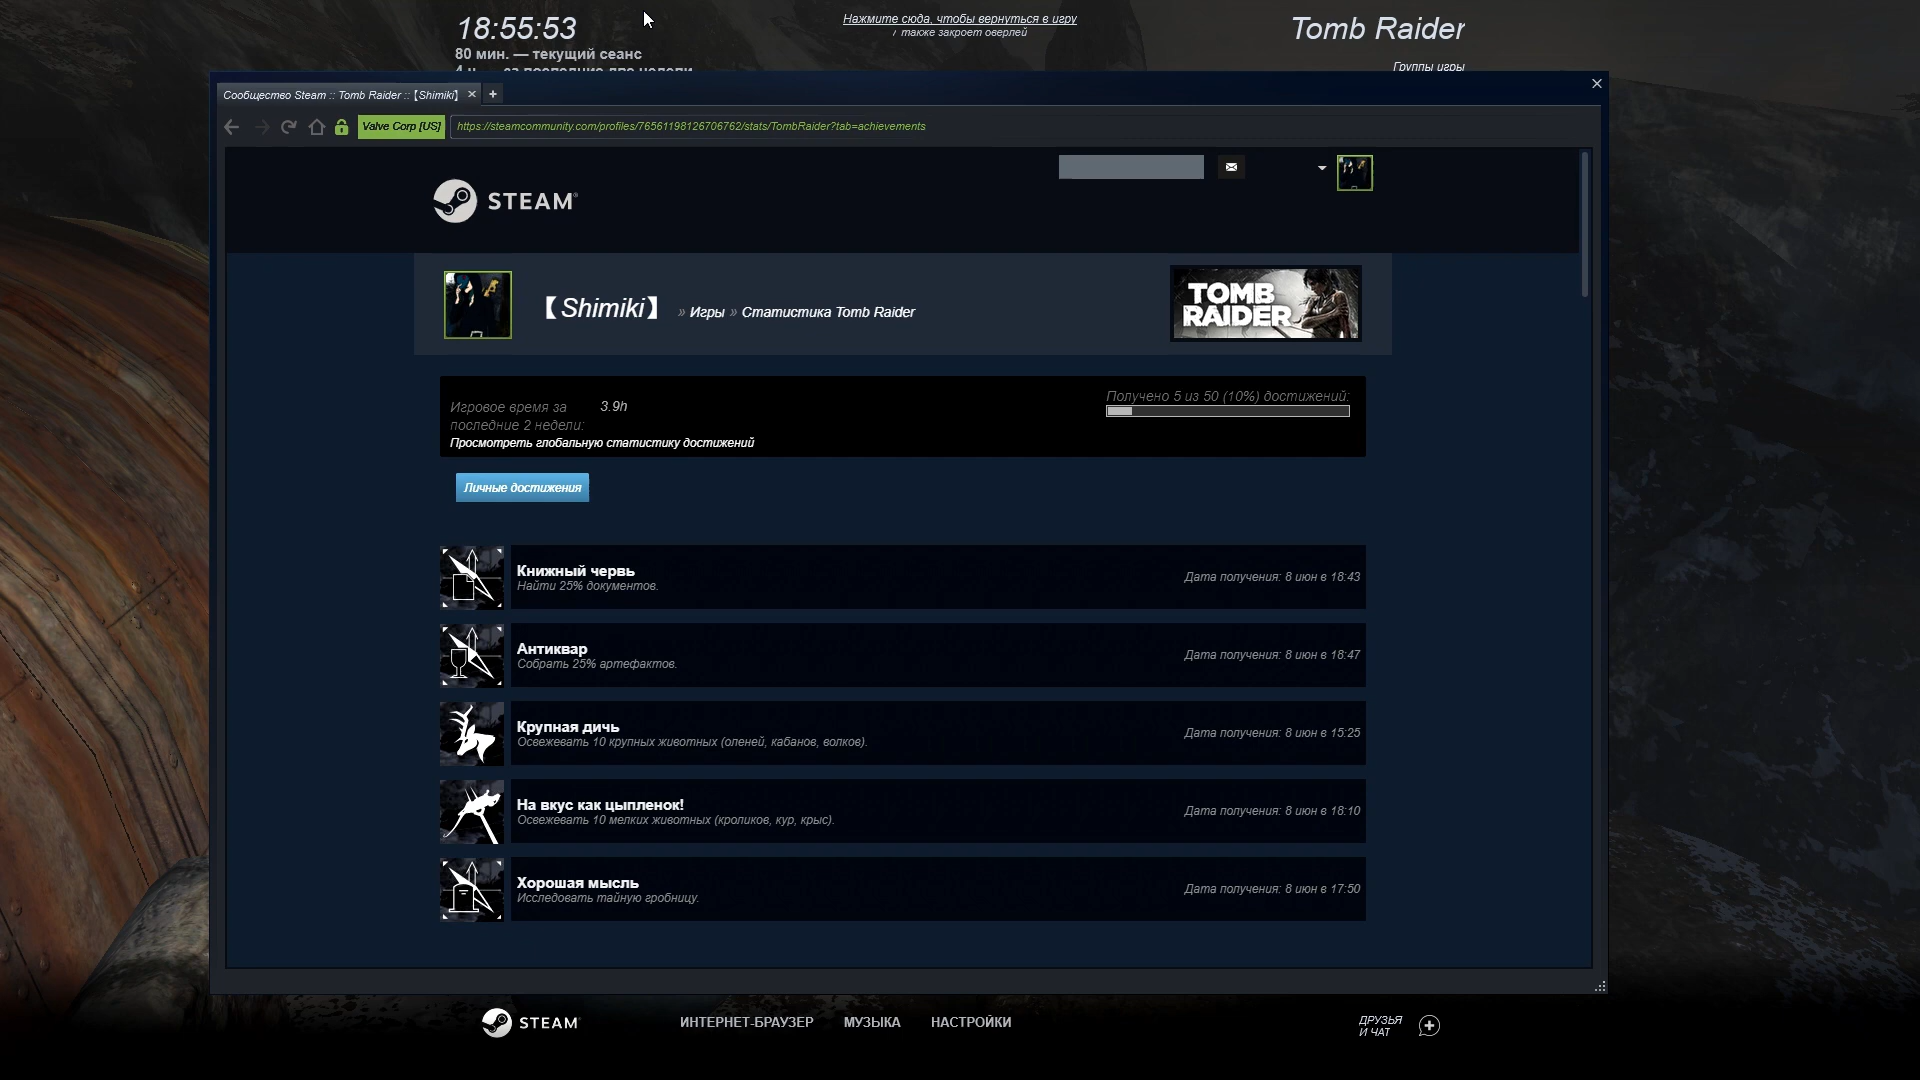 18:55:53
80 мин. — текущий сеанс
4 ч. — за последние две недели
Нажмите сюда, чтобы вернуться в игру
также закроет оверлей
Tomb Raider
Группы игры
Сообщество Steam :: Tomb Raider :: 【Shimiki】
Valve Corp [US]
https://steamcommunity.com/profiles/76561198126706762/stats/TombRaider?tab=achievements
STEAM®
【Shimiki】 » Игры » Статистика Tomb Raider
TOMB RAIDER
Игровое время за последние 2 недели: 3.9h
Просмотреть глобальную статистику достижений
Получено 5 из 50 (10%) достижений:
Личные достижения
Книжный червь
Найти 25% документов.
Дата получения: 8 июн в 18:43
Антиквар
Собрать 25% артефактов.
Дата получения: 8 июн в 18:47
Крупная дичь
Освежевать 10 крупных животных (оленей, кабанов, волков).
Дата получения: 8 июн в 15:25
На вкус как цыпленок!
Освежевать 10 мелких животных (кроликов, кур, крыс).
Дата получения: 8 июн в 18:10
Хорошая мысль
Исследовать тайную гробницу.
Дата получения: 8 июн в 17:50
STEAM
ИНТЕРНЕТ-БРАУЗЕР
МУЗЫКА
НАСТРОЙКИ
ДРУЗЬЯ
И ЧАТ